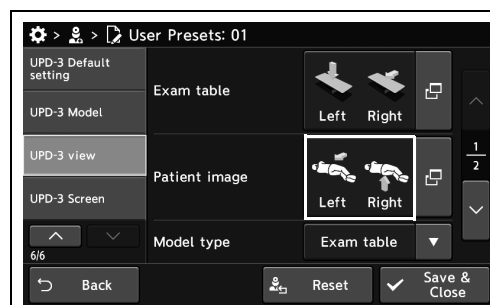 > > User Presets: 01
UPD-3 Default
setting
UPD-3 Model
UPD-3 view
UPD-3 Screen
6/6
Exam table
Left Right
Patient image
Left Right
Model type
Exam table
1
2
Back
Reset
Save &
Close